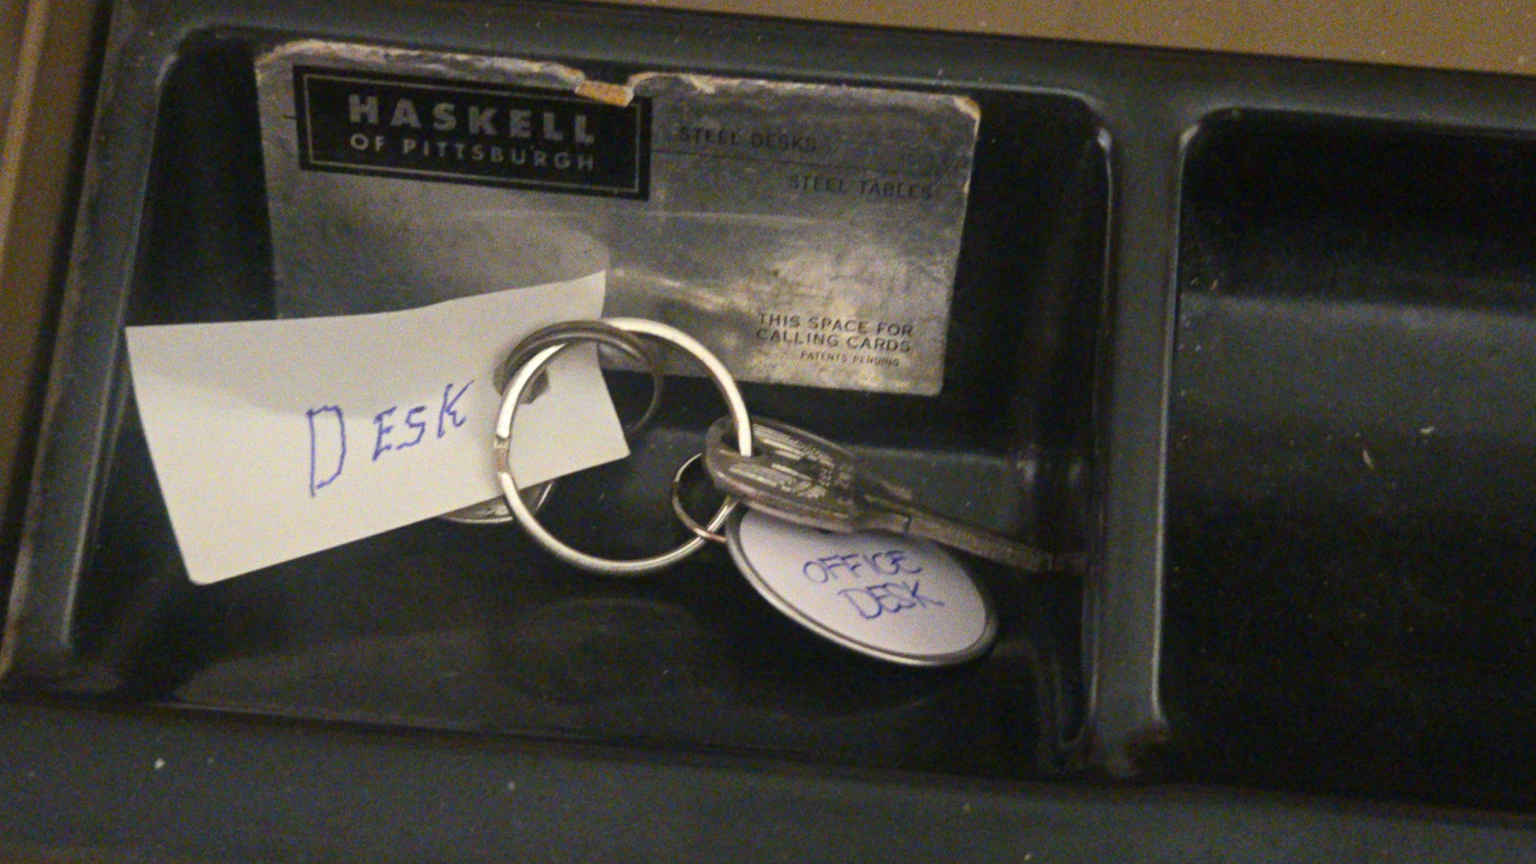 HASKELL
OF PITTSBURGH
STEEL DESKS
STEEL TABLES
THIS SPACE FOR
CALLING CARDS
PATENTS PENDING
DESK
OFFICE
DESK